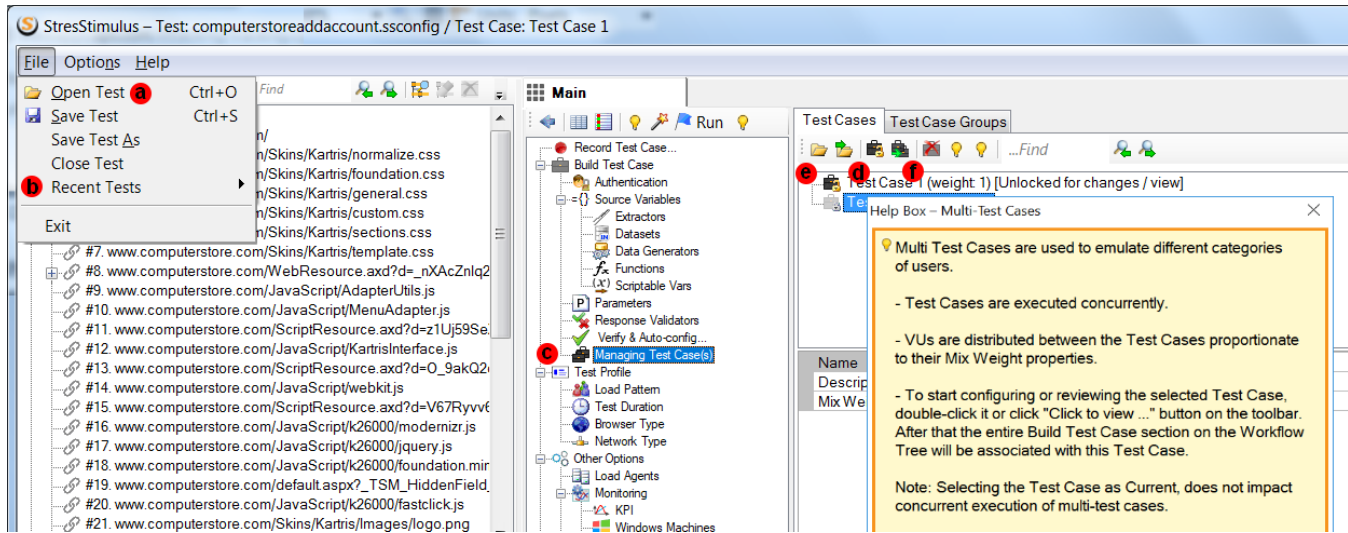 StresStimulus – Test: computerstoreaddaccount.ssconfig / Test Case: Test Case 1
File Options Help
Open Test a Ctrl+O
Save Test Ctrl+S
Save Test As
Close Test
b Recent Tests
Exit
Find
n/
n/Skins/Kartris/normalize.css
n/Skins/Kartris/foundation.css
n/Skins/Kartris/general.css
n/Skins/Kartris/custom.css
n/Skins/Kartris/sections.css
#7. www.computerstore.com/Skins/Kartris/template.css
#8. www.computerstore.com/WebResource.axd?d=_nXAcZnlq2
#9. www.computerstore.com/JavaScript/AdapterUtils.js
#10. www.computerstore.com/JavaScript/MenuAdapter.js
#11. www.computerstore.com/ScriptResource.axd?d=z1Uj59Se
#12. www.computerstore.com/JavaScript/KartrisInterface.js
#13. www.computerstore.com/ScriptResource.axd?d=O_9akQ2
#14. www.computerstore.com/JavaScript/webkit.js
#15. www.computerstore.com/ScriptResource.axd?d=V67Ryvv6
#16. www.computerstore.com/JavaScript/k26000/modernizr.js
#17. www.computerstore.com/JavaScript/k26000/jquery.js
#18. www.computerstore.com/JavaScript/k26000/foundation.min
#19. www.computerstore.com/default.aspx?_TSM_HiddenField_
#20. www.computerstore.com/JavaScript/k26000/fastclick.js
#21. www.computerstore.com/Skins/Kartris/Images/logo.png
Main
Run
Record Test Case...
Build Test Case
Authentication
Source Variables
Extractors
Datasets
Data Generators
Functions
Scriptable Vars
Parameters
Response Validators
Verify & Auto-config...
c Managing Test Case(s)
Test Profile
Load Pattern
Test Duration
Browser Type
Network Type
Other Options
Load Agents
Monitoring
KPI
Windows Machines
Test Cases Test Case Groups
...Find
e d f
Test Case 1 (weight: 1) [Unlocked for changes / view]
Tes
Name
Descrip
Mix We
Help Box – Multi-Test Cases
Multi Test Cases are used to emulate different categories
of users.
- Test Cases are executed concurrently.
- VUs are distributed between the Test Cases proportionate
to their Mix Weight properties.
- To start configuring or reviewing the selected Test Case,
double-click it or click "Click to view ..." button on the toolbar.
After that the entire Build Test Case section on the Workflow
Tree will be associated with this Test Case.
Note: Selecting the Test Case as Current, does not impact
concurrent execution of multi-test cases.